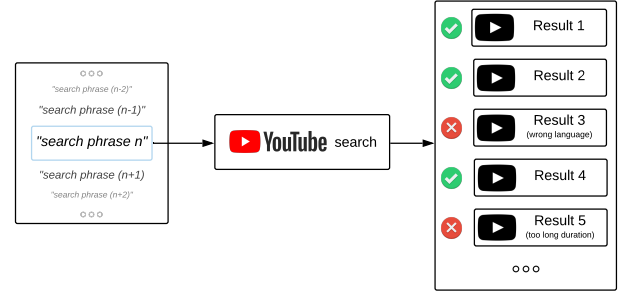 "search phrase (n-2)"
"search phrase (n-1)"
"search phrase n"
"search phrase (n+1)
"search phrase (n+2)"
YouTube search
Result 1
Result 2
Result 3
(wrong language)
Result 4
Result 5
(too long duration)